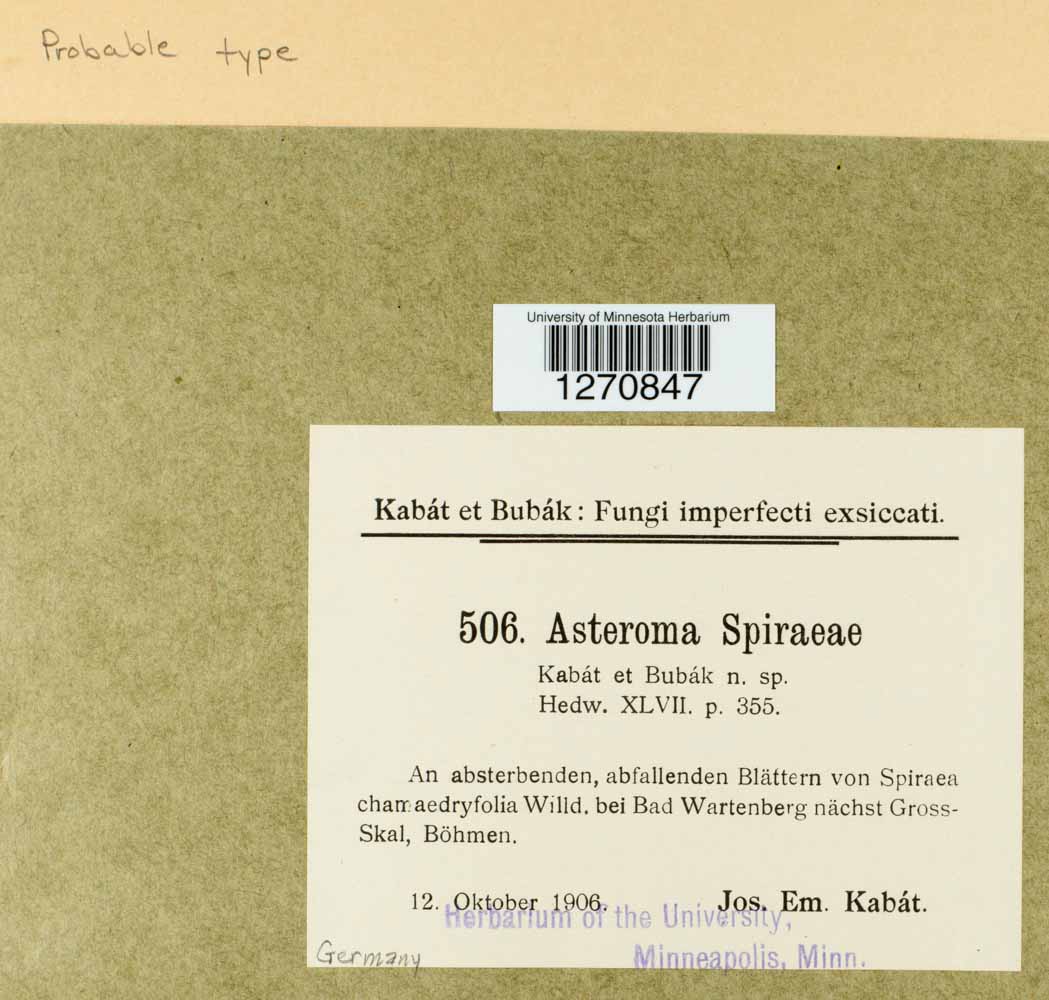 Probable type
University of Minnesota Herbarium
1270847
Kabát et Bubák: Fungi imperfecti exsiccati.
506. Asteroma Spiraeae
Kabát et Bubák n. sp.
Hedw. XLVII. p. 355.
An absterbenden, abfallenden Blättern von Spiraea
chamaedryfolia Willd. bei Bad Wartenberg nächst Gross-
Skal, Böhmen.
12. Oktober 1906. Jos. Em. Kabát.
Herbarium of the University,
Minneapolis, Minn.
Germany